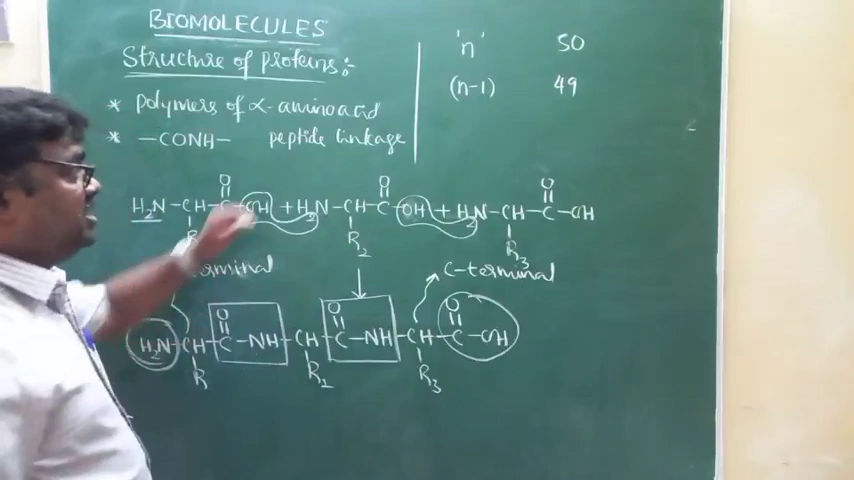 BIOMOLECULES
Structure of proteins:-
* polymers of α-aminoacid
* —CONH— peptide linkage
'n' 50
(n-1) 49
O O O
H2N—CH—C—OH + H2N—CH—C—OH + H2N—CH—C—OH
R R2 R3
terminal C-terminal
O O O
H2N—CH—C—NH—CH—C—NH—CH—C—OH
R R2 R3